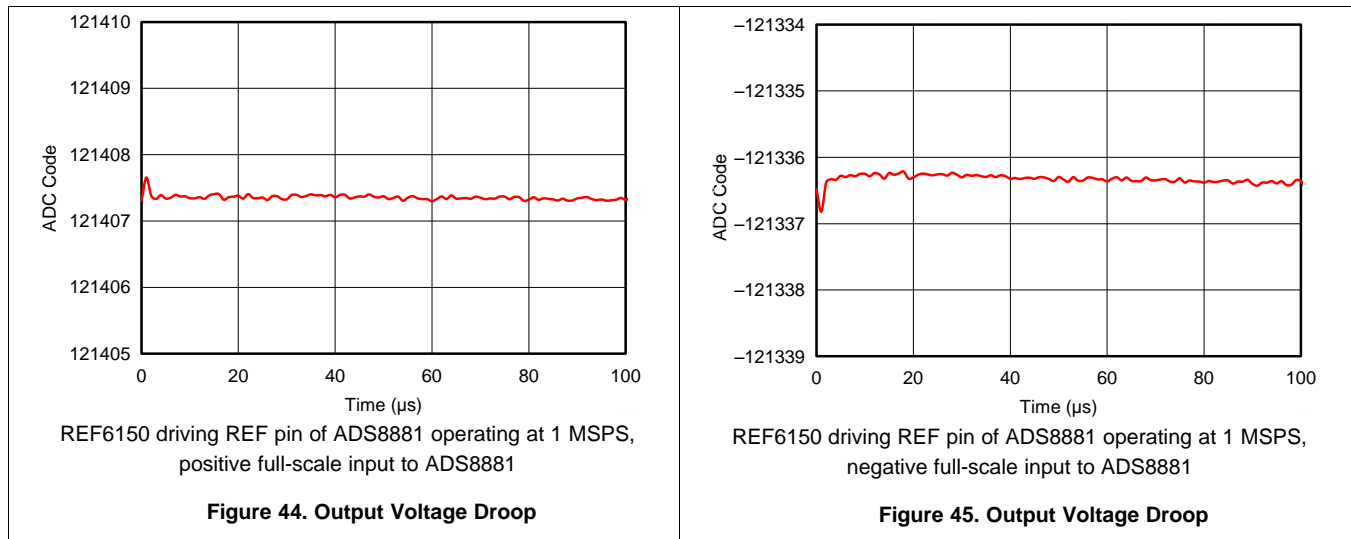 121410
121409
121408
121407
121406
121405
ADC Code
0 20 40 60 80 100
Time (µs)
REF6150 driving REF pin of ADS8881 operating at 1 MSPS,
positive full-scale input to ADS8881
Figure 44. Output Voltage Droop
–121334
–121335
–121336
–121337
–121338
–121339
ADC Code
0 20 40 60 80 100
Time (µs)
REF6150 driving REF pin of ADS8881 operating at 1 MSPS,
negative full-scale input to ADS8881
Figure 45. Output Voltage Droop